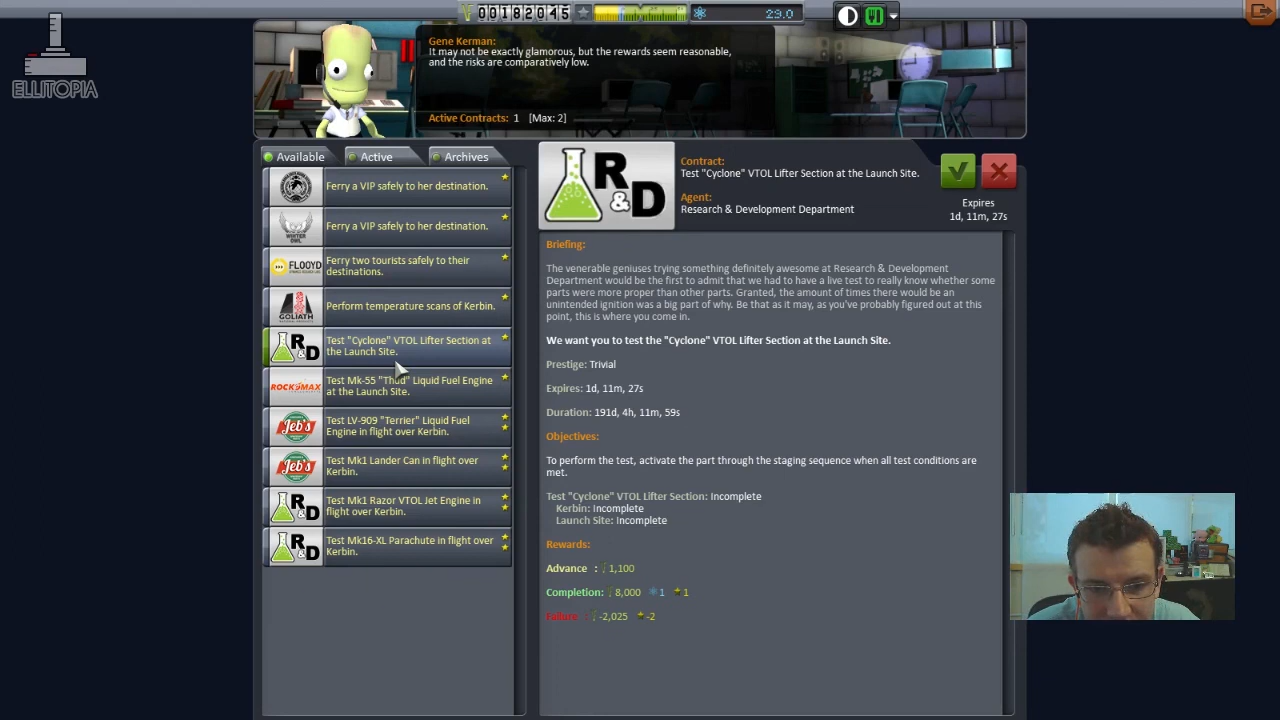 00182045
29.0
ELLITOPIA
Gene Kerman:
It may not be exactly glamorous, but the rewards seem reasonable,
and the risks are comparatively low.
Active Contracts: 1 [Max: 2]
Available
Active
Archives
Ferry a VIP safely to her destination.
WINTER
OWL
Ferry a VIP safely to her destination.
FLOOYD
Ferry two tourists safely to their
destinations.
GOLIATH
Perform temperature scans of Kerbin.
R&D
Test "Cyclone" VTOL Lifter Section at
the Launch Site.
ROCKOMAX
Test Mk-55 "Thud" Liquid Fuel Engine
at the Launch Site.
Jeb's
Test LV-909 "Terrier" Liquid Fuel
Engine in flight over Kerbin.
Jeb's
Test Mk1 Lander Can in flight over
Kerbin.
R&D
Test Mk1 Razor VTOL Jet Engine in
flight over Kerbin.
R&D
Test Mk16-XL Parachute in flight over
Kerbin.
R&D
Contract:
Test "Cyclone" VTOL Lifter Section at the Launch Site.
Agent:
Research & Development Department
Expires
1d, 11m, 27s
Briefing:
The venerable geniuses trying something definitely awesome at Research & Development
Department would be the first to admit that we had to have a live test to really know whether some
parts were more proper than other parts. Granted, the amount of times there would be an
unintended ignition was a big part of why. Be that as it may, as you've probably figured out at this
point, this is where you come in.
We want you to test the "Cyclone" VTOL Lifter Section at the Launch Site.
Prestige: Trivial
Expires: 1d, 11m, 27s
Duration: 191d, 4h, 11m, 59s
Objectives:
To perform the test, activate the part through the staging sequence when all test conditions are
met.
Test "Cyclone" VTOL Lifter Section: Incomplete
Kerbin: Incomplete
Launch Site: Incomplete
Rewards:
Advance : 1,100
Completion: 8,000 1 1
Failure : -2,025 -2